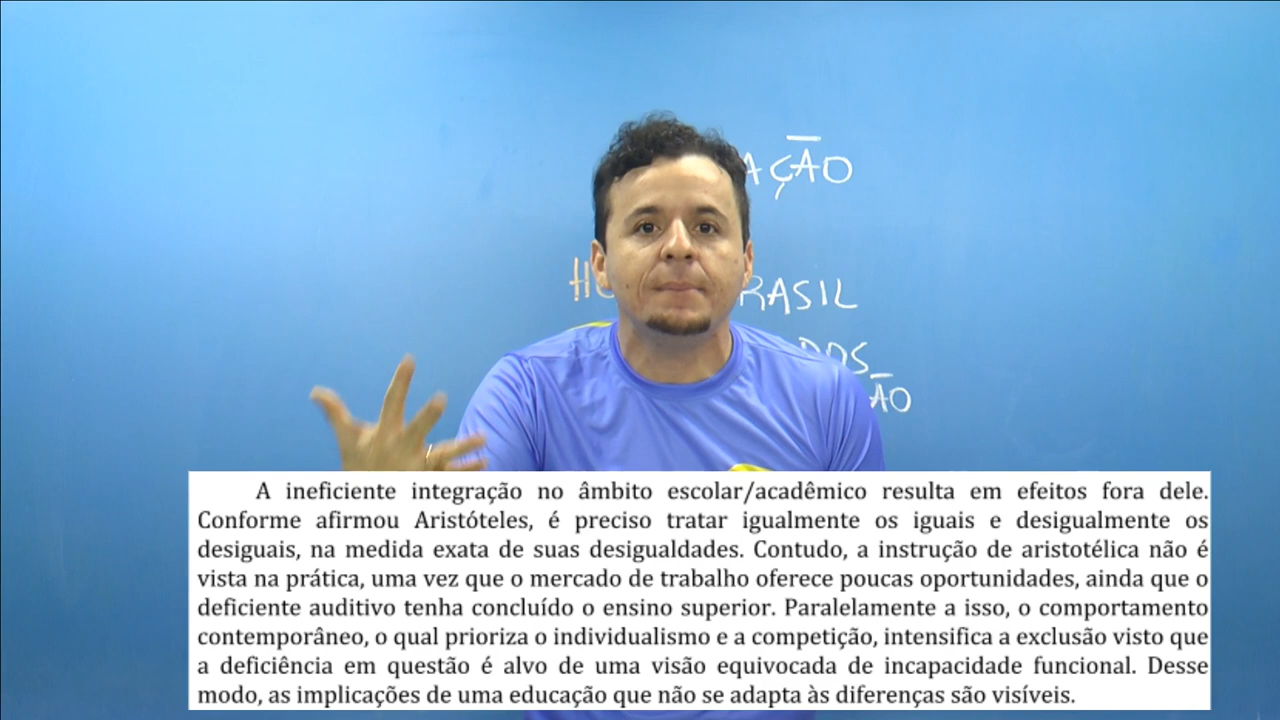 AÇÃO
RASIL
DOS
ÃO
A ineficiente integração no âmbito escolar/acadêmico resulta em efeitos fora dele.
Conforme afirmou Aristóteles, é preciso tratar igualmente os iguais e desigualmente os
desiguais, na medida exata de suas desigualdades. Contudo, a instrução de aristotélica não é
vista na prática, uma vez que o mercado de trabalho oferece poucas oportunidades, ainda que o
deficiente auditivo tenha concluído o ensino superior. Paralelamente a isso, o comportamento
contemporâneo, o qual prioriza o individualismo e a competição, intensifica a exclusão visto que
a deficiência em questão é alvo de uma visão equivocada de incapacidade funcional. Desse
modo, as implicações de uma educação que não se adapta às diferenças são visíveis.